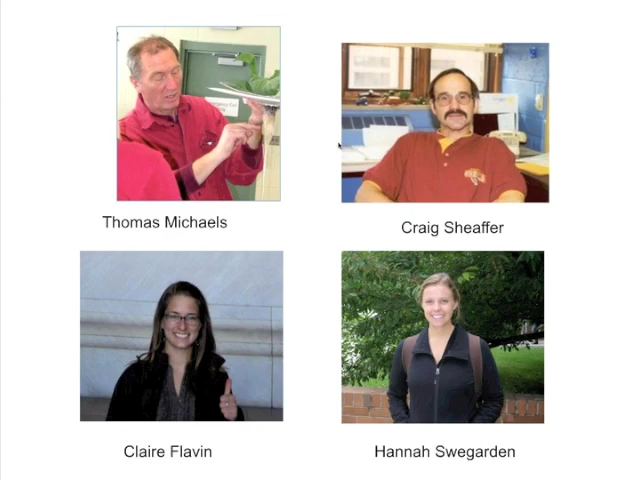 Thomas Michaels
Craig Sheaffer
Claire Flavin
Hannah Swegarden